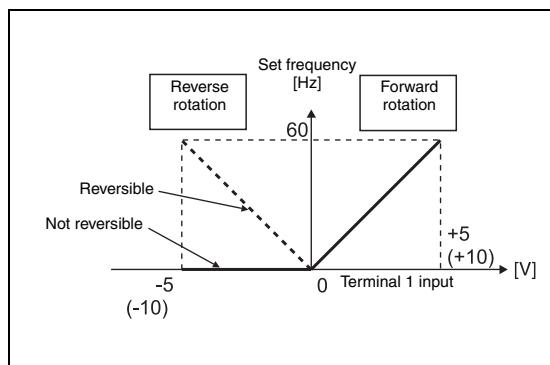 Reverse
rotation
Set frequency
[Hz]
Forward
rotation
60
Reversible
Not reversible
+5
(+10)
[V]
-5
(-10)
0
Terminal 1 input